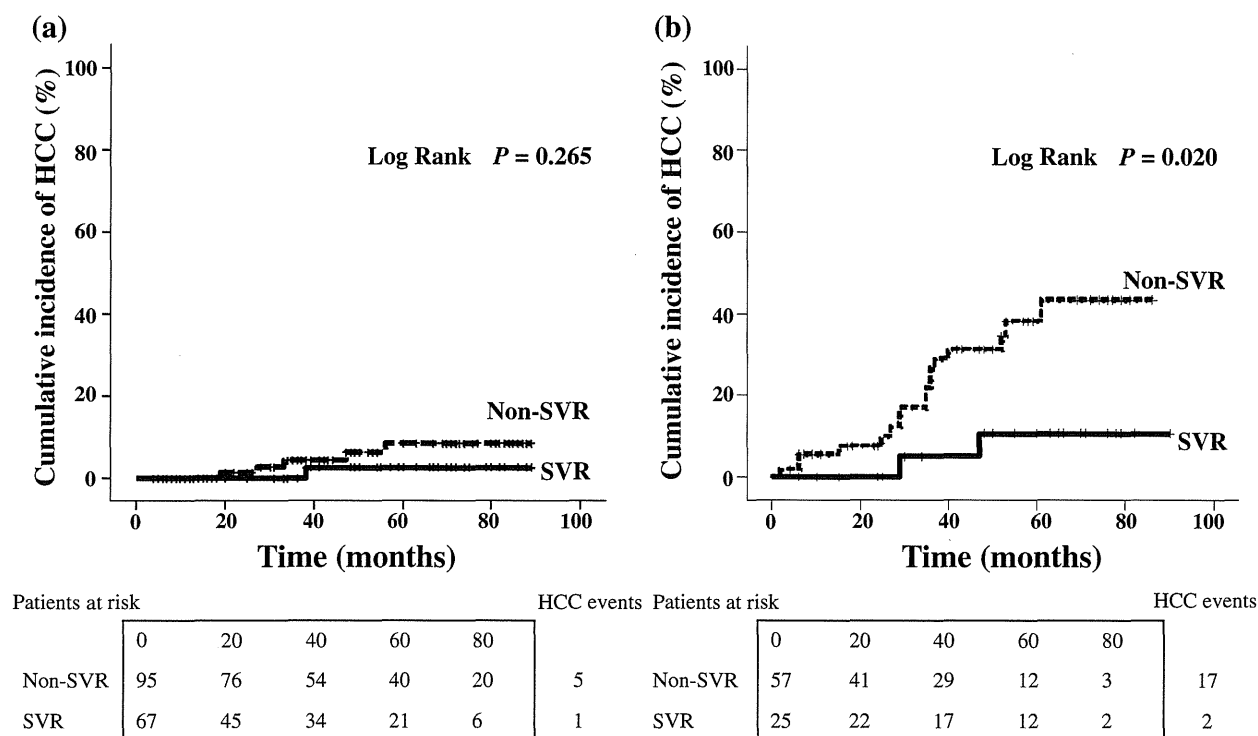 (a)
Cumulative incidence of HCC (%)
100
80
60
40
20
0
Log Rank P = 0.265
Non-SVR
SVR
0 20 40 60 80 100
Time (months)
Patients at risk HCC events
0 20 40 60 80
Non-SVR 95 76 54 40 20 5
SVR 67 45 34 21 6 1
(b)
Cumulative incidence of HCC (%)
100
80
60
40
20
0
Log Rank P = 0.020
Non-SVR
SVR
0 20 40 60 80 100
Time (months)
Patients at risk HCC events
0 20 40 60 80
Non-SVR 57 41 29 12 3 17
SVR 25 22 17 12 2 2